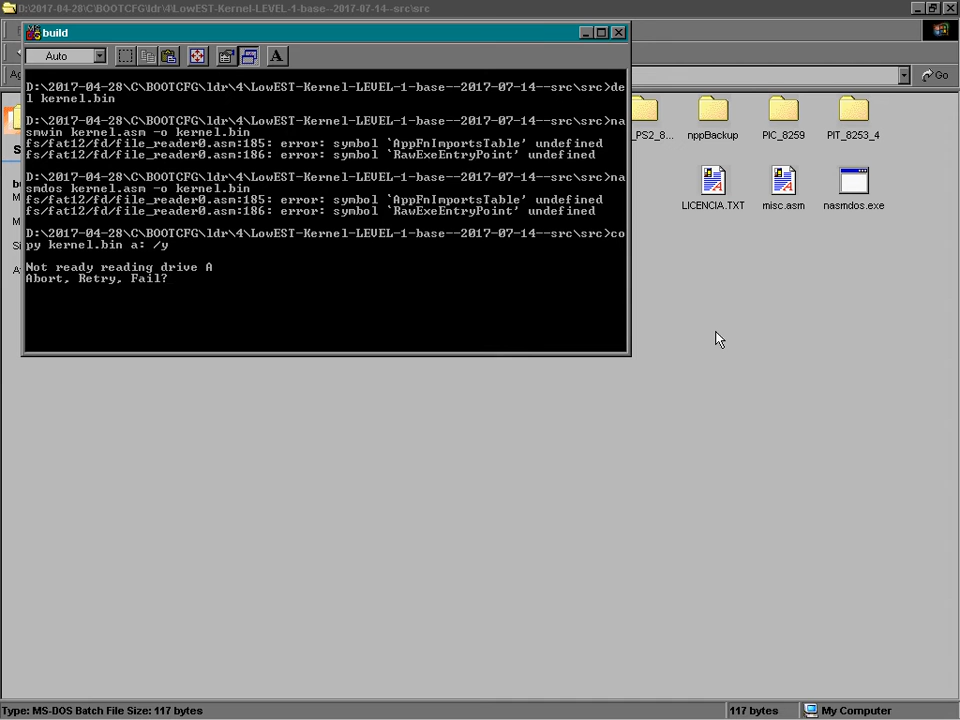 D:\2017-04-28\C\BOOTCFG\ldr\4\LowEST-Kernel-LEVEL-1-base--2017-07-14--src\src
build
Auto
A
Go
D:\2017-04-28\C\BOOTCFG\ldr\4\LowEST-Kernel-LEVEL-1-base--2017-07-14--src\src>de
l kernel.bin
D:\2017-04-28\C\BOOTCFG\ldr\4\LowEST-Kernel-LEVEL-1-base--2017-07-14--src\src>na
smwin kernel.asm -o kernel.bin
fs/fat12/fd/file_reader0.asm:185: error: symbol `AppFnImportsTable' undefined
fs/fat12/fd/file_reader0.asm:186: error: symbol `RawExeEntryPoint' undefined
D:\2017-04-28\C\BOOTCFG\ldr\4\LowEST-Kernel-LEVEL-1-base--2017-07-14--src\src>na
smdos kernel.asm -o kernel.bin
fs/fat12/fd/file_reader0.asm:185: error: symbol `AppFnImportsTable' undefined
fs/fat12/fd/file_reader0.asm:186: error: symbol `RawExeEntryPoint' undefined
D:\2017-04-28\C\BOOTCFG\ldr\4\LowEST-Kernel-LEVEL-1-base--2017-07-14--src\src>co
py kernel.bin a: /y
Not ready reading drive A
Abort, Retry, Fail?
_PS2_8... nppBackup PIC_8259 PIT_8253_4
LICENCIA.TXT misc.asm nasmdos.exe
Type: MS-DOS Batch File Size: 117 bytes 117 bytes My Computer